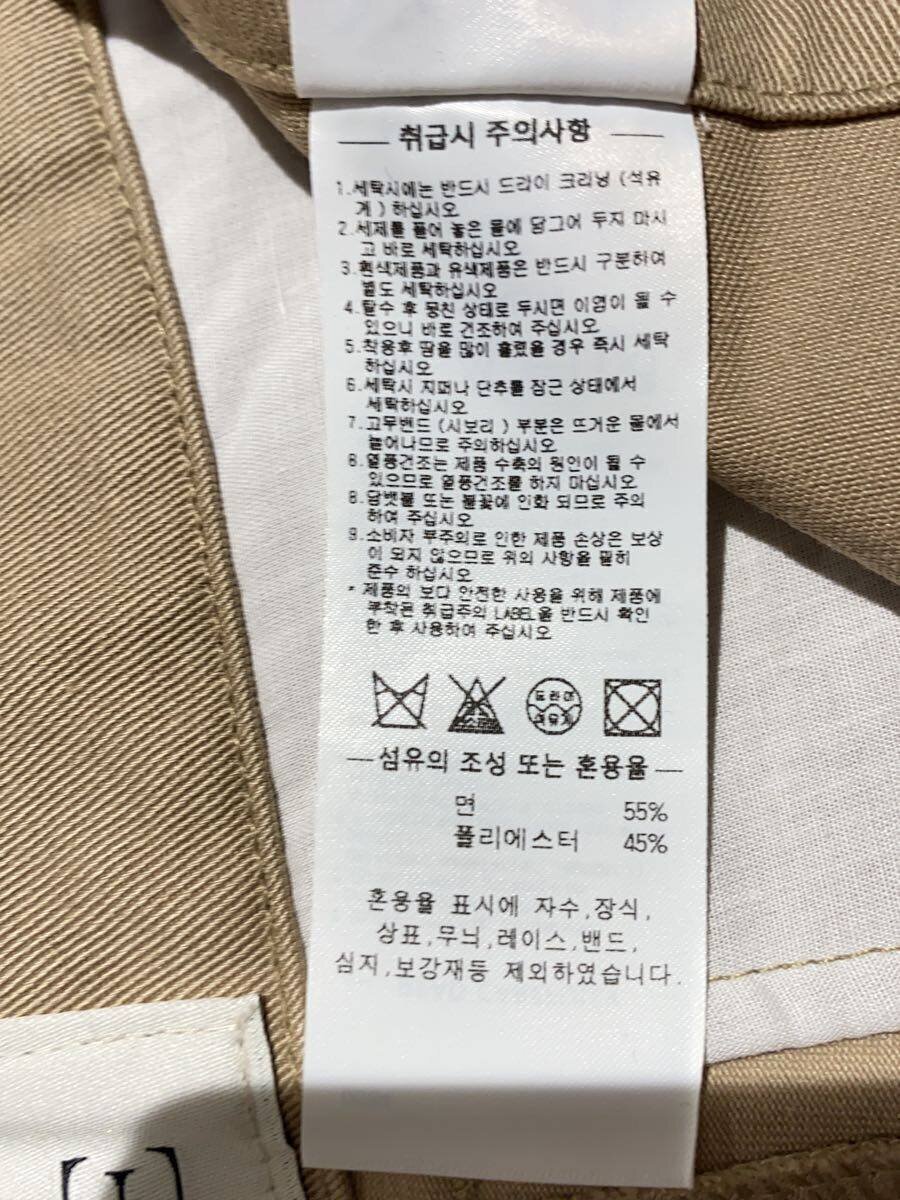 취급시 주의사항
1.세탁시에는 반드시 드라이 크리닝 (석유
계) 하십시오
2.세제를 풀어 놓은 물에 담그어 두지 마시
고 바로 세탁하십시오
3.흰색제품과 유색제품은 반드시 구분하여
별도 세탁하십시오
4.탈수 후 뭉친 상태로 두시면 이염이 될 수
있으니 바로 건조하여 주십시오
5.착용후 땀을 많이 흘렸을 경우 즉시 세탁
하십시오
6.세탁시 지퍼나 단추를 잠근 상태에서
세탁하십시오
7.고무밴드 (시보리) 부분은 뜨거운 물에서
늘어나므로 주의하십시오
8.열풍건조는 제품 수축의 원인이 될 수
있으므로 열풍건조를 하지 마십시오
8.담뱃불 또는 불꽃에 인화 되므로 주의
하여 주십시오
9.소비자 부주의로 인한 제품 손상은 보상
이 되지 않으므로 위의 사항을 필히
준수 하십시오
* 제품의 보다 안전한 사용을 위해 제품에
부착된 취급주의 LABEL을 반드시 확인
한 후 사용하여 주십시오
드라이
섬유의 조성 또는 혼용율
면 55%
폴리에스터 45%
혼용율 표시에 자수,장식,
상표,무늬,레이스,밴드,
심지,보강재등 제외하였습니다.